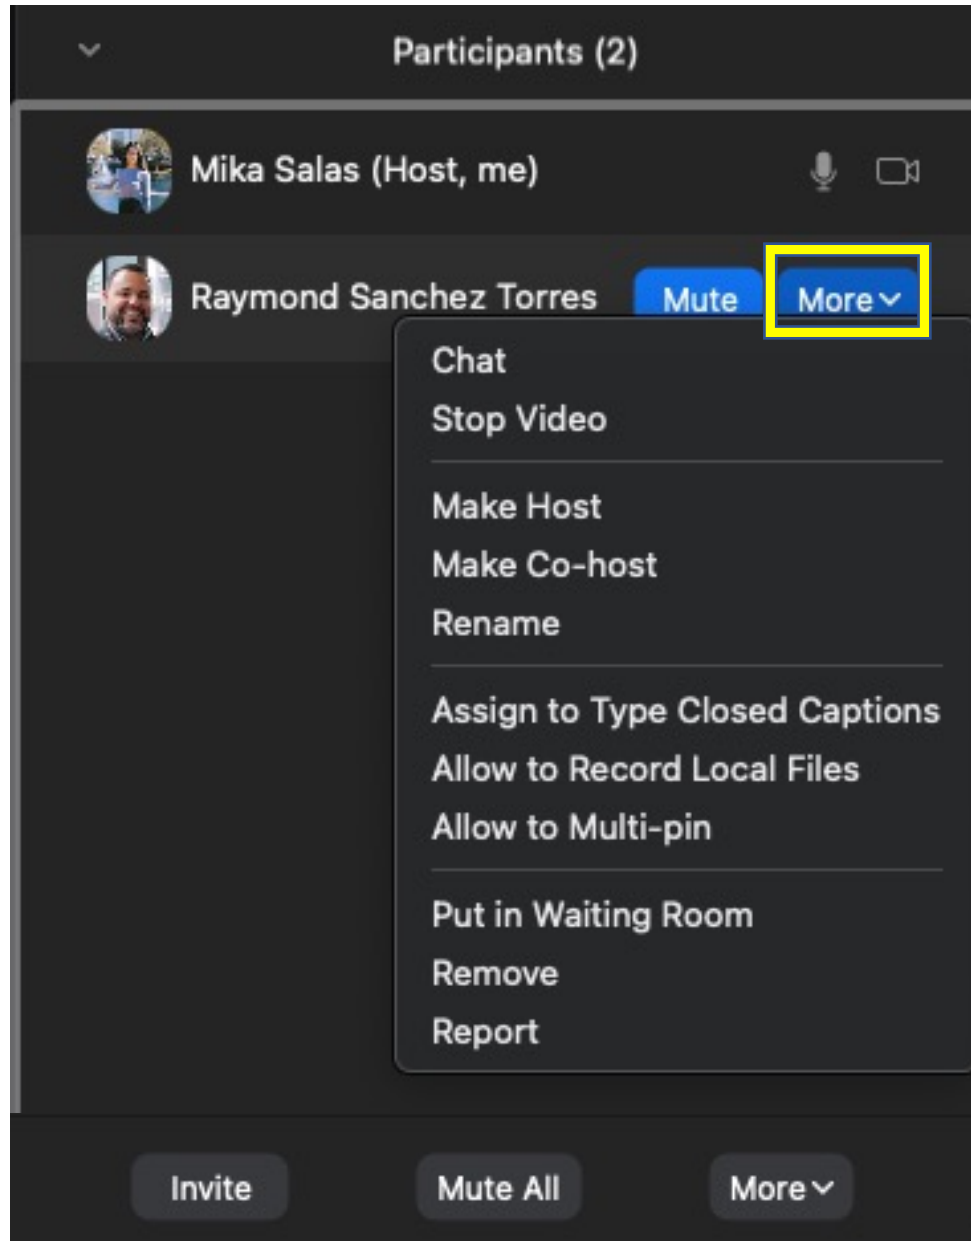 Participants (2)
Mika Salas (Host, me)
Raymond Sanchez Torres Mute More
Chat
Stop Video
Make Host
Make Co-host
Rename
Assign to Type Closed Captions
Allow to Record Local Files
Allow to Multi-pin
Put in Waiting Room
Remove
Report
Invite Mute All More